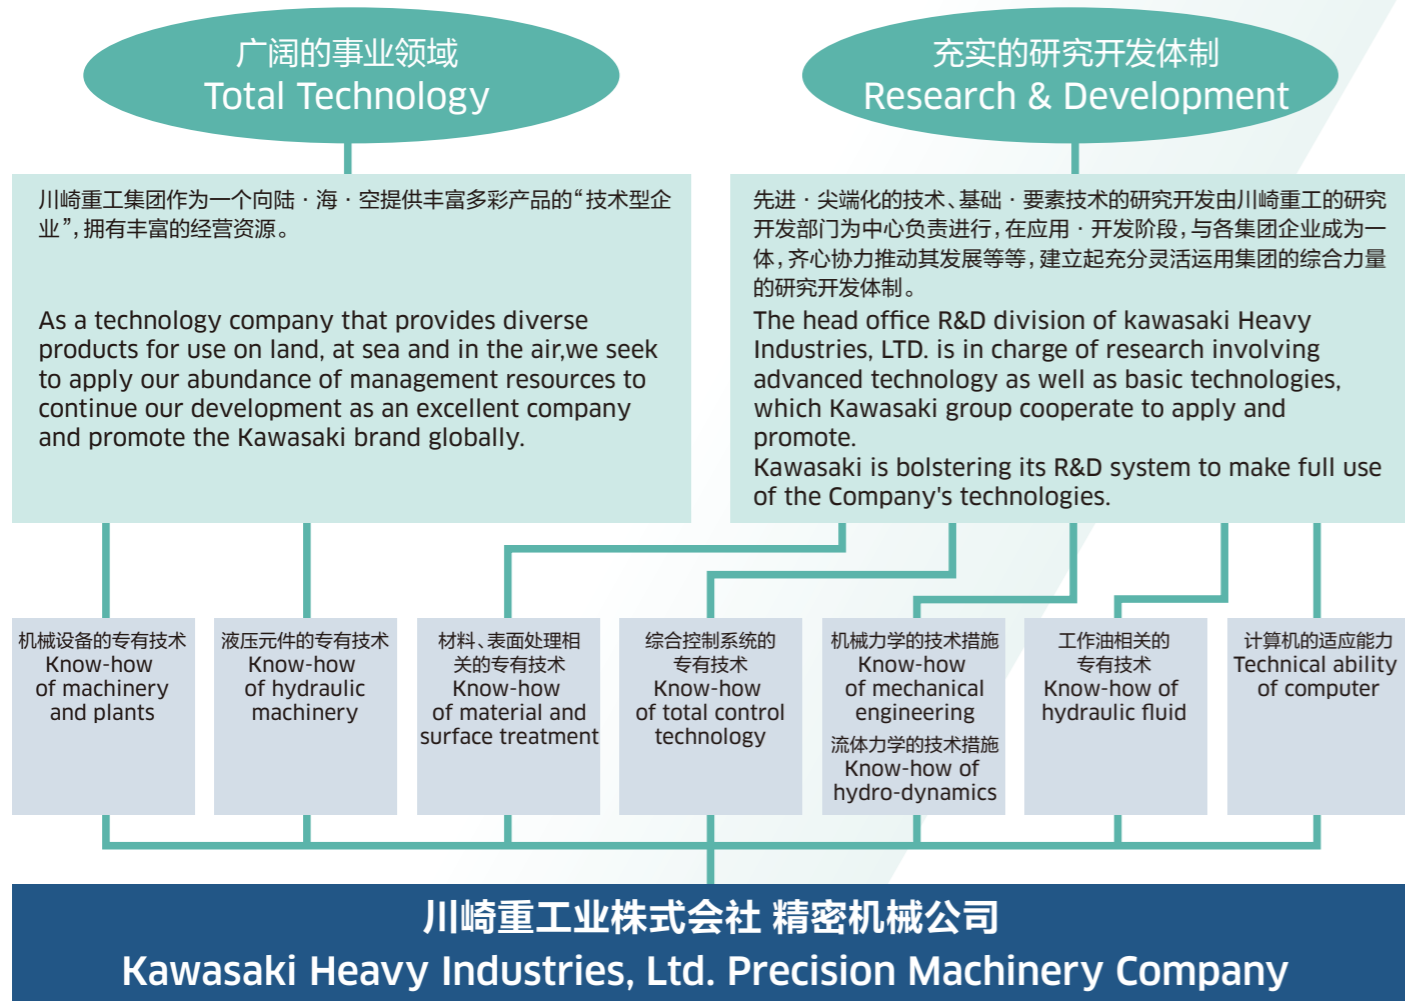 广阔的事业领域
Total Technology
川崎重工集团作为一个向陆·海·空提供丰富多彩产品的“技术型企
业”,拥有丰富的经营资源。
As a technology company that provides diverse
products for use on land, at sea and in the air,we seek
to apply our abundance of management resources to
continue our development as an excellent company
and promote the Kawasaki brand globally.
充实的研究开发体制
Research & Development
先进·尖端化的技术、基础·要素技术的研究开发由川崎重工的研究
开发部门为中心负责进行,在应用·开发阶段,与各集团企业成为一
体,齐心协力推动其发展等等,建立起充分灵活运用集团的综合力量
的研究开发体制。
The head office R&D division of kawasaki Heavy
Industries, LTD. is in charge of research involving
advanced technology as well as basic technologies,
which Kawasaki group cooperate to apply and
promote.
Kawasaki is bolstering its R&D system to make full use
of the Company's technologies.
机械设备的专有技术
Know-how
of machinery
and plants
液压元件的专有技术
Know-how
of hydraulic
machinery
材料、表面处理相
关的专有技术
Know-how
of material and
surface treatment
综合控制系统的
专有技术
Know-how
of total control
technology
机械力学的技术措施
Know-how
of mechanical
engineering
流体力学的技术措施
Know-how of
hydro-dynamics
工作油相关的
专有技术
Know-how of
hydraulic fluid
计算机的适应能力
Technical ability
of computer
川崎重工业株式会社 精密机械公司
Kawasaki Heavy Industries, Ltd. Precision Machinery Company